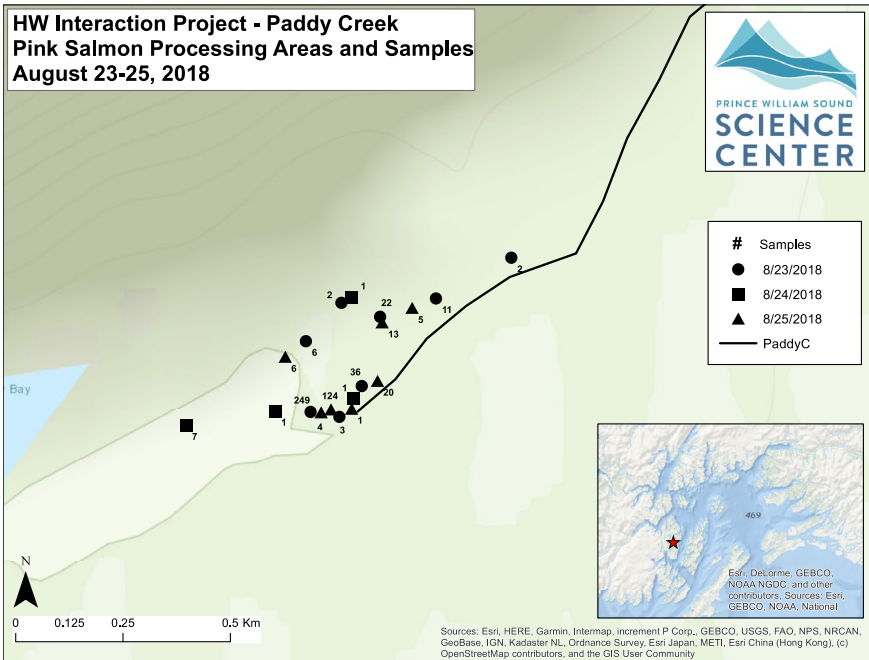 HW Interaction Project - Paddy Creek
Pink Salmon Processing Areas and Samples
August 23-25, 2018
PRINCE WILLIAM SOUND
SCIENCE
CENTER
# Samples
8/23/2018
8/24/2018
8/25/2018
PaddyC
2
1
2
22
11
5
13
6
6
36
1
20
249
124
4
3
1
1
7
Bay
469
Esri, DeLorme, GEBCO,
NOAA NGDC, and other
contributors, Sources: Esri,
GEBCO, NOAA, National
N
0 0.125 0.25 0.5 Km
Sources: Esri, HERE, Garmin, Intermap, increment P Corp., GEBCO, USGS, FAO, NPS, NRCAN,
GeoBase, IGN, Kadaster NL, Ordnance Survey, Esri Japan, METI, Esri China (Hong Kong), (c)
OpenStreetMap contributors, and the GIS User Community